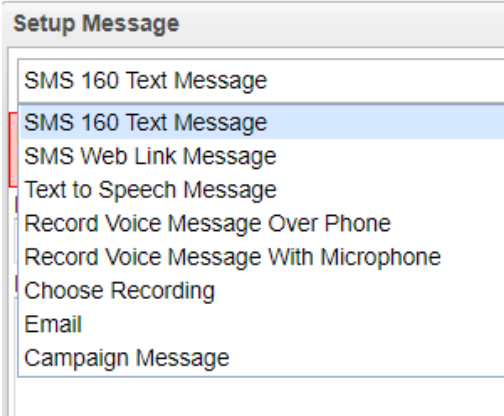 Setup Message
SMS 160 Text Message
SMS 160 Text Message
SMS Web Link Message
Text to Speech Message
Record Voice Message Over Phone
Record Voice Message With Microphone
Choose Recording
Email
Campaign Message